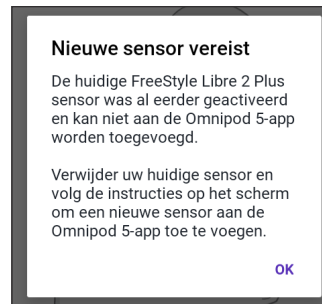 Nieuwe sensor vereist
De huidige FreeStyle Libre 2 Plus
sensor was al eerder geactiveerd
en kan niet aan de Omnipod 5-app
worden toegevoegd.
Verwijder uw huidige sensor en
volg de instructies op het scherm
om een nieuwe sensor aan de
Omnipod 5-app toe te voegen.
OK